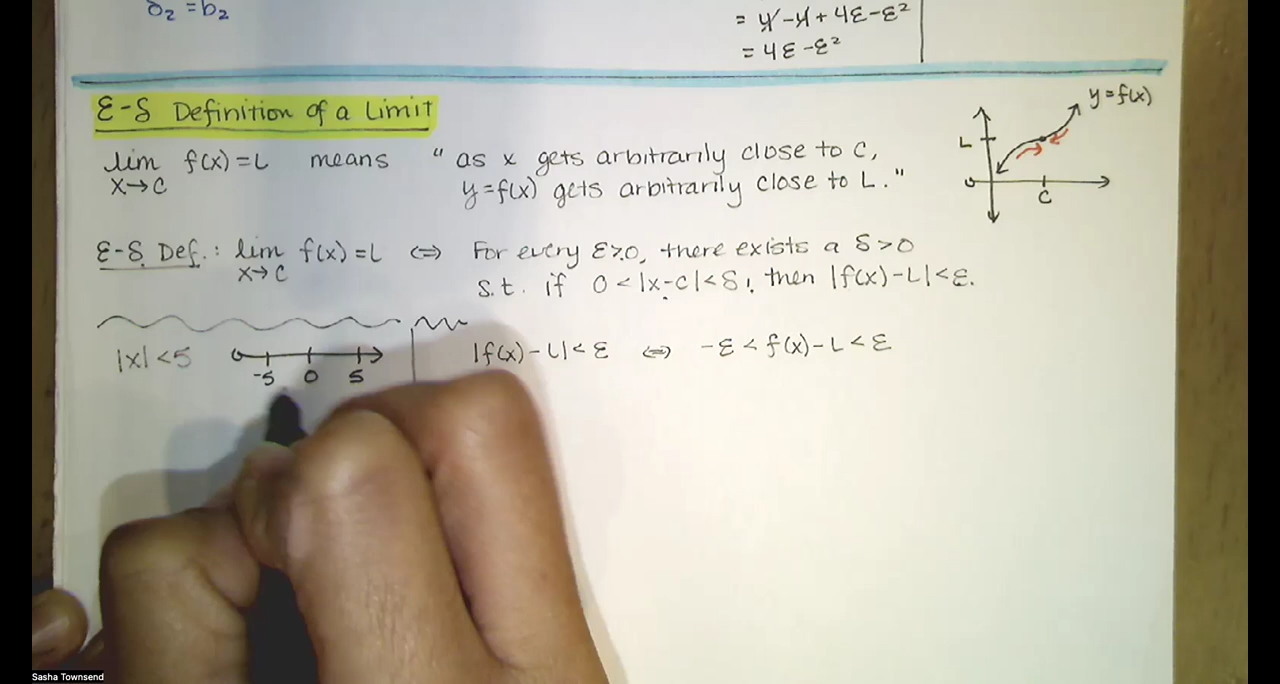 δ₂ = b₂
= 4 - 4 + 4ε - ε²
= 4ε - ε²
ε-δ Definition of a Limit
lim f(x) = L means " as x gets arbitrarily close to c,
x→c y = f(x) gets arbitrarily close to L."
y = f(x)
L
c
ε-δ Def.: lim f(x) = L ⇔ For every ε>0, there exists a δ>0
x→c s.t. if 0 < |x-c| < δ, then |f(x) - L| < ε.
|x| < 5
-5 0 5
|f(x) - L| < ε ⇔ -ε < f(x) - L < ε
Sasha Townsend